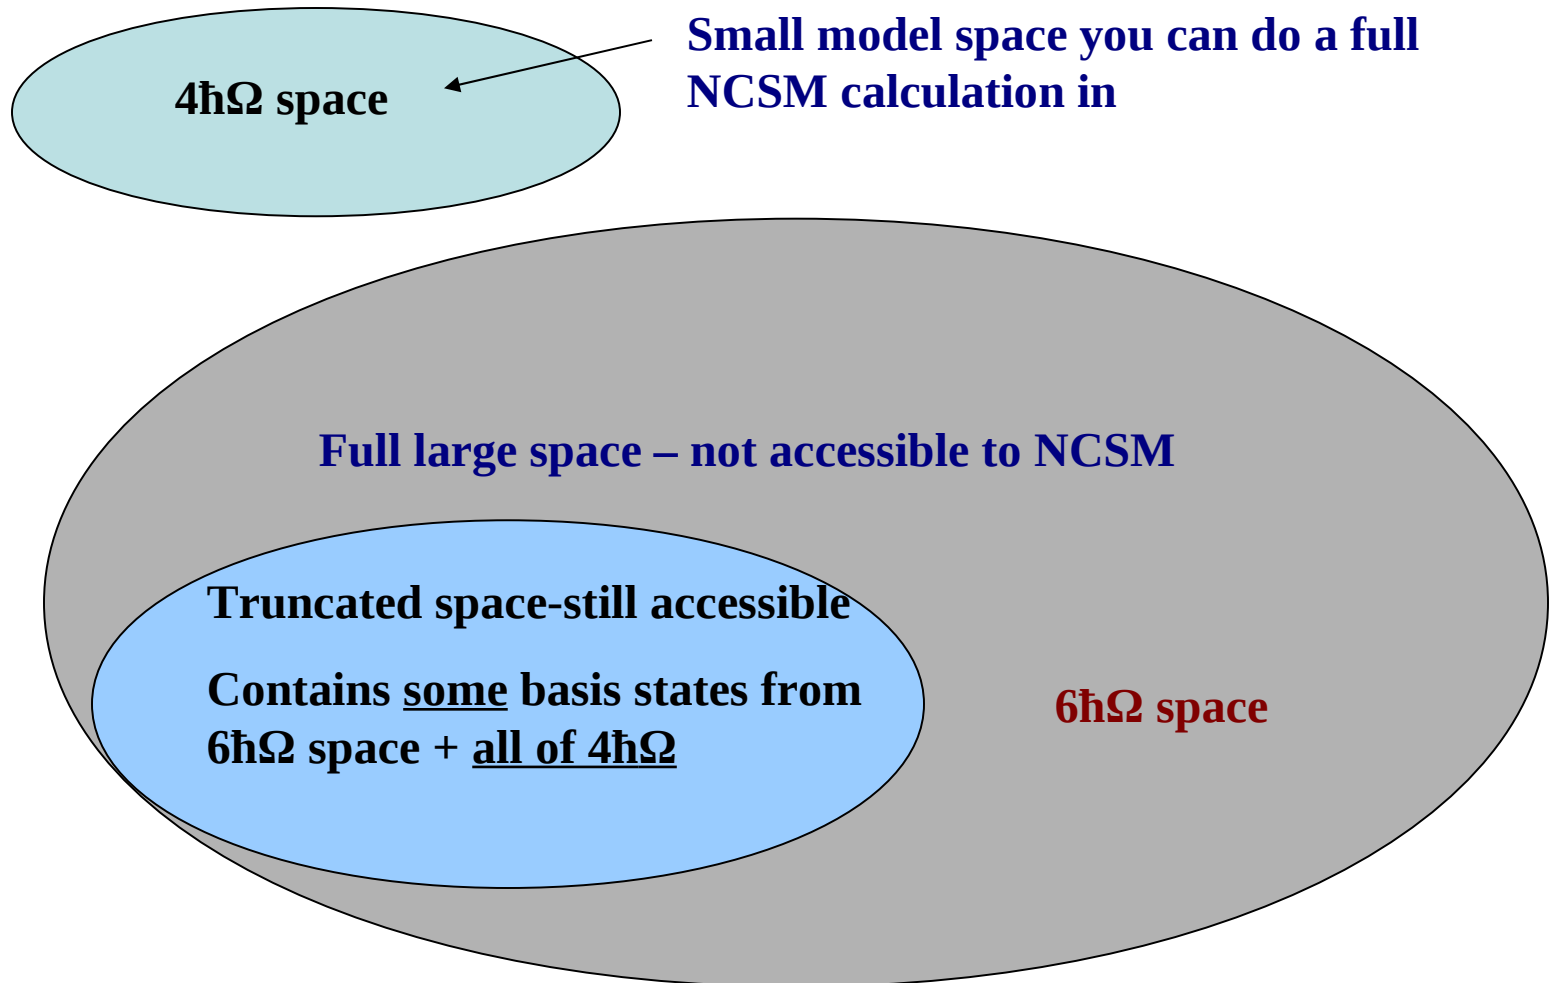 4ħΩ space
Small model space you can do a full
NCSM calculation in
Full large space – not accessible to NCSM
Truncated space-still accessible
Contains some basis states from
6ħΩ space + all of 4ħΩ
6ħΩ space